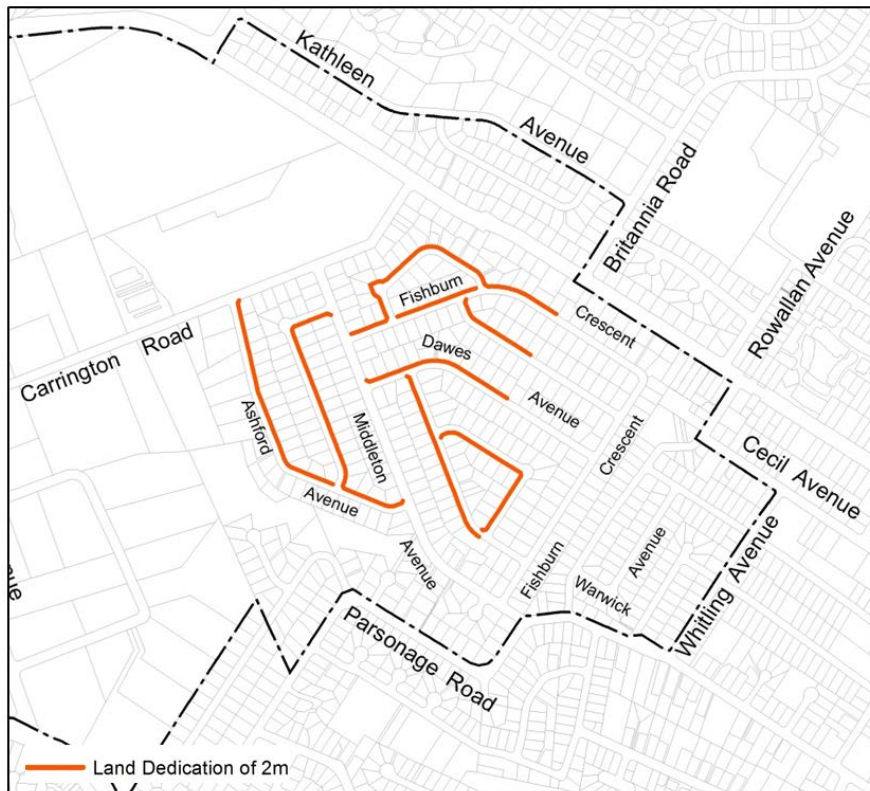 Kathleen
Avenue
Britannia Road
Rowallan Avenue
Fishburn
Crescent
Carrington Road
Dawes
Avenue
Ashford
Middleton
Crescent
Cecil Avenue
Avenue
Avenue
Fishburn
Avenue
Warwick
Whitling Avenue
Parsonage Road
Land Dedication of 2m